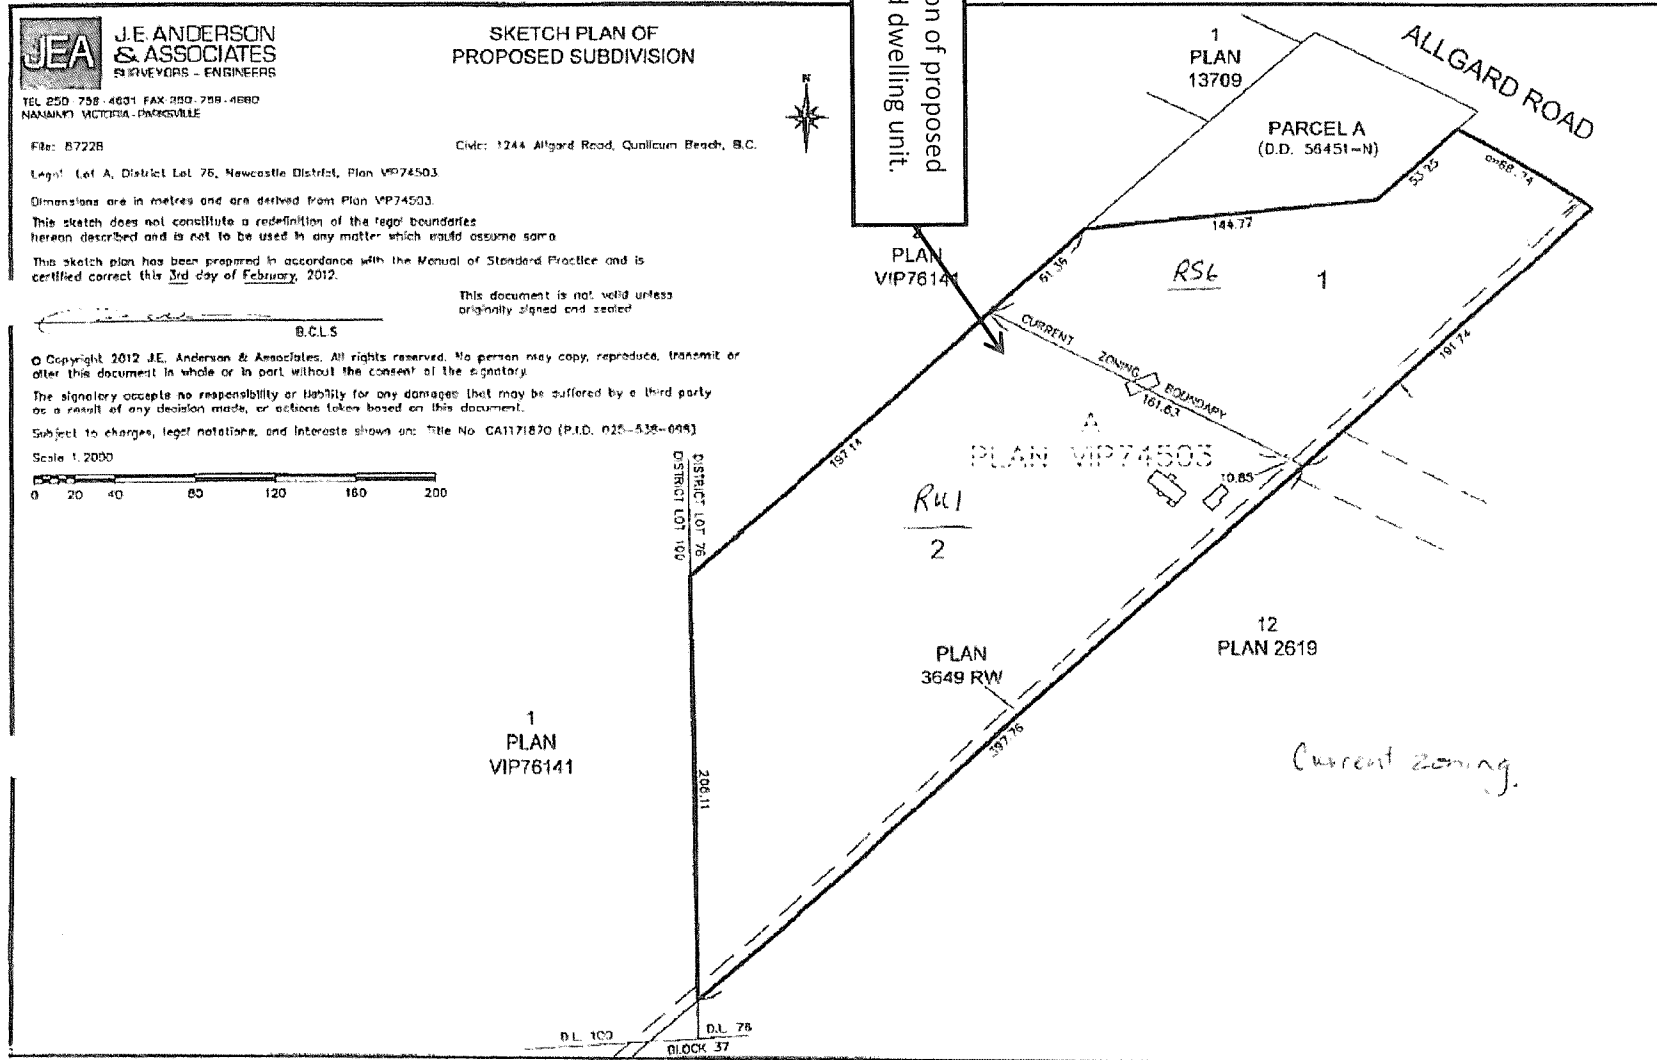 JEA
J.E. ANDERSON
& ASSOCIATES
SURVEYORS - ENGINEERS
TEL 250-758-4631 FAX 250-758-4660
NANAIMO VICTORIA - PARKSVILLE
SKETCH PLAN OF
PROPOSED SUBDIVISION
File: 87228
Civic: 1244 Allgard Road, Qualicum Beach, B.C.
Legal: Lot A, District Lot 76, Newcastle District, Plan VIP74503
Dimensions are in metres and are derived from Plan VIP74503.
This sketch does not constitute a redefinition of the legal boundaries
hereon described and is not to be used in any matter which would assume same
This sketch plan has been prepared in accordance with the Manual of Standard Practice and is
certified correct this 3rd day of February, 2012.
This document is not valid unless
originally signed and sealed
B.C.L.S
© Copyright 2012 J.E. Anderson & Associates. All rights reserved. No person may copy, reproduce, transmit or
alter this document in whole or in part without the consent of the signatory.
The signatory accepts no responsibility or liability for any damages that may be suffered by a third party
as a result of any decision made, or actions taken based on this document.
Subject to charges, legal notations, and interests shown on: Title No. CA1171870
Scale 1:2000
0 20 40 80 120 160 200
N
on of proposed
d dwelling unit.
1
PLAN
13709
ALLGARD ROAD
PARCEL A
(D.D. 56451-N)
53.25
144.77
2
PLAN
VIP76141
61.36
RS6
1
191.74
CURRENT ZONING BOUNDARY
161.63
A
PLAN VIP74503
10.85
197.14
DISTRICT LOT 76
DISTRICT LOT 100
RU1
2
12
PLAN 2619
PLAN
3649 RW
397.76
1
PLAN
VIP76141
206.11
Current zoning.
D.L. 100
D.L. 76
BLOCK 37